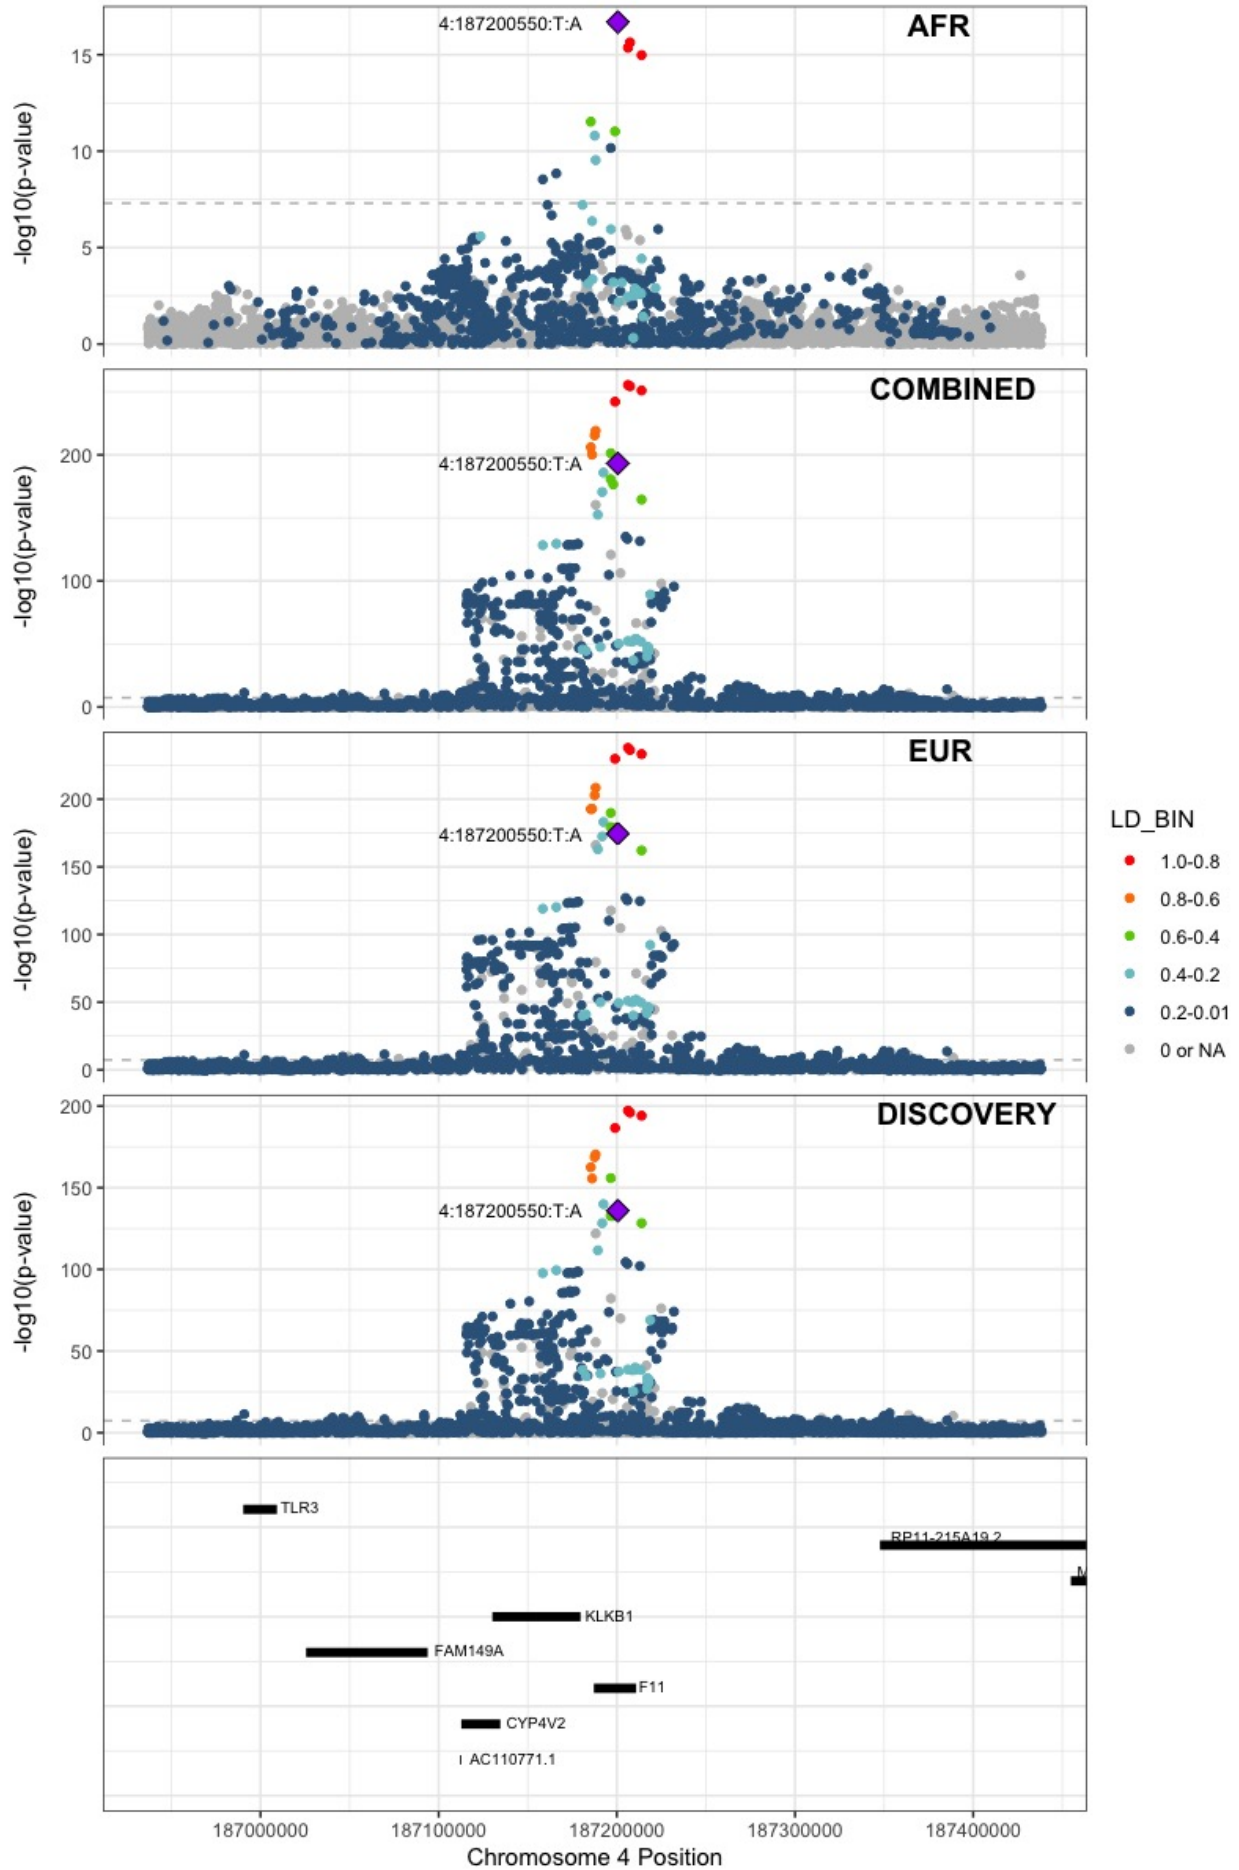 AFR
4:187200550:T:A
-log10(p-value)
15
10
5
0
COMBINED
4:187200550:T:A
-log10(p-value)
200
100
0
EUR
4:187200550:T:A
-log10(p-value)
200
150
100
50
0
DISCOVERY
4:187200550:T:A
-log10(p-value)
200
150
100
50
0
LD_BIN
1.0-0.8
0.8-0.6
0.6-0.4
0.4-0.2
0.2-0.01
0 or NA
TLR3
RP11-215A19.2
M
KLKB1
FAM149A
F11
CYP4V2
AC110771.1
187000000 187100000 187200000 187300000 187400000
Chromosome 4 Position